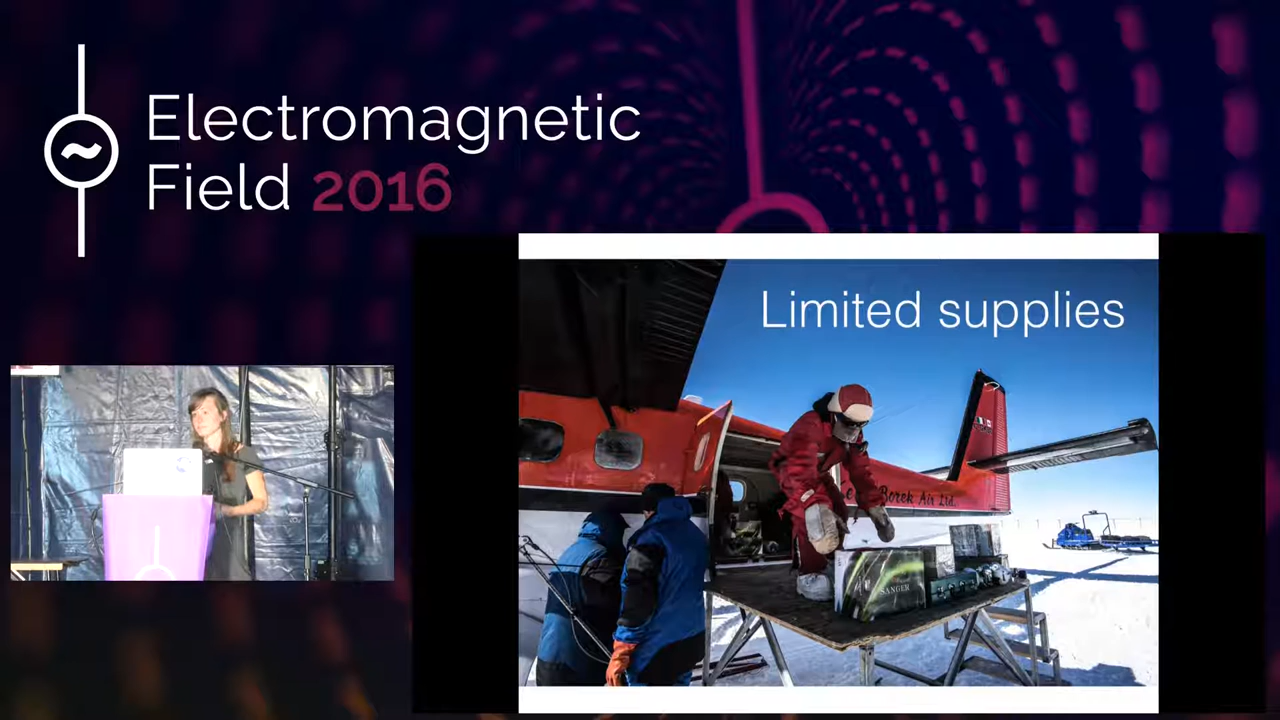 Electromagnetic
Field 2016
Limited supplies
Borek Air Ltd.
SANGER